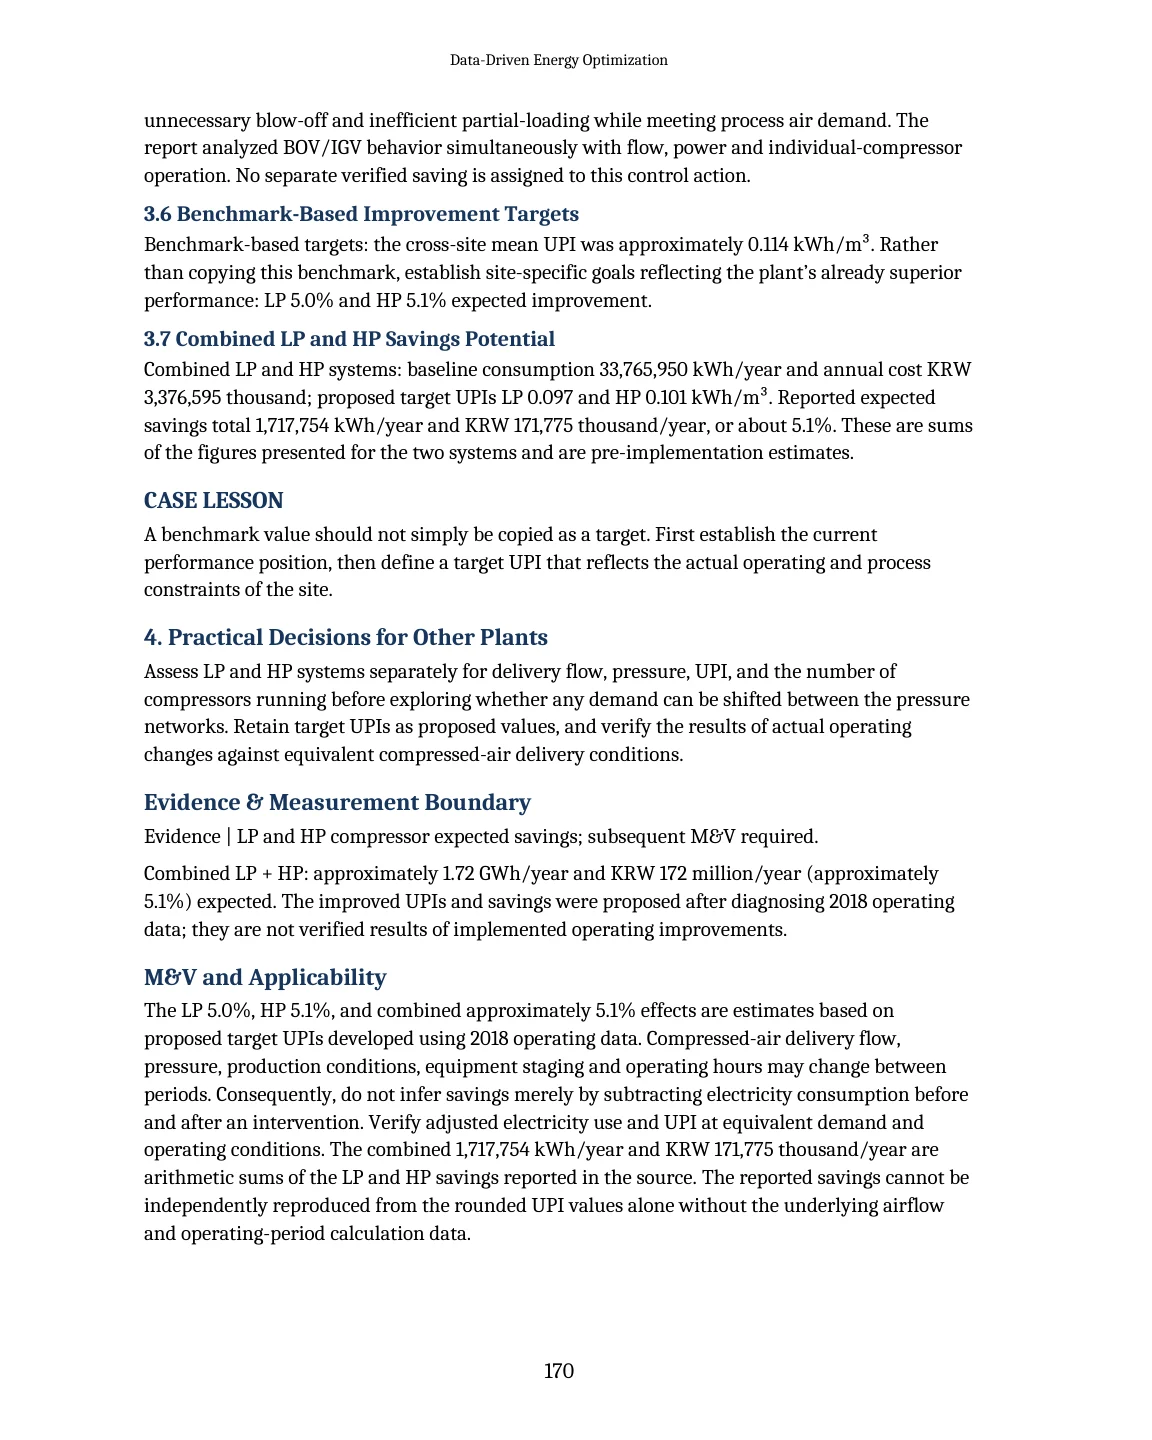 Data-Driven Energy Optimization
unnecessary blow-off and inefficient partial-loading while meeting process air demand. The
report analyzed BOV/IGV behavior simultaneously with flow, power and individual-compressor
operation. No separate verified saving is assigned to this control action.
3.6 Benchmark-Based Improvement Targets
Benchmark-based targets: the cross-site mean UPI was approximately 0.114 kWh/m³. Rather
than copying this benchmark, establish site-specific goals reflecting the plant’s already superior
performance: LP 5.0% and HP 5.1% expected improvement.
3.7 Combined LP and HP Savings Potential
Combined LP and HP systems: baseline consumption 33,765,950 kWh/year and annual cost KRW
3,376,595 thousand; proposed target UPIs LP 0.097 and HP 0.101 kWh/m³. Reported expected
savings total 1,717,754 kWh/year and KRW 171,775 thousand/year, or about 5.1%. These are sums
of the figures presented for the two systems and are pre-implementation estimates.
CASE LESSON
A benchmark value should not simply be copied as a target. First establish the current
performance position, then define a target UPI that reflects the actual operating and process
constraints of the site.
4. Practical Decisions for Other Plants
Assess LP and HP systems separately for delivery flow, pressure, UPI, and the number of
compressors running before exploring whether any demand can be shifted between the pressure
networks. Retain target UPIs as proposed values, and verify the results of actual operating
changes against equivalent compressed-air delivery conditions.
Evidence & Measurement Boundary
Evidence | LP and HP compressor expected savings; subsequent M&V required.
Combined LP + HP: approximately 1.72 GWh/year and KRW 172 million/year (approximately
5.1%) expected. The improved UPIs and savings were proposed after diagnosing 2018 operating
data; they are not verified results of implemented operating improvements.
M&V and Applicability
The LP 5.0%, HP 5.1%, and combined approximately 5.1% effects are estimates based on
proposed target UPIs developed using 2018 operating data. Compressed-air delivery flow,
pressure, production conditions, equipment staging and operating hours may change between
periods. Consequently, do not infer savings merely by subtracting electricity consumption before
and after an intervention. Verify adjusted electricity use and UPI at equivalent demand and
operating conditions. The combined 1,717,754 kWh/year and KRW 171,775 thousand/year are
arithmetic sums of the LP and HP savings reported in the source. The reported savings cannot be
independently reproduced from the rounded UPI values alone without the underlying airflow
and operating-period calculation data.
170